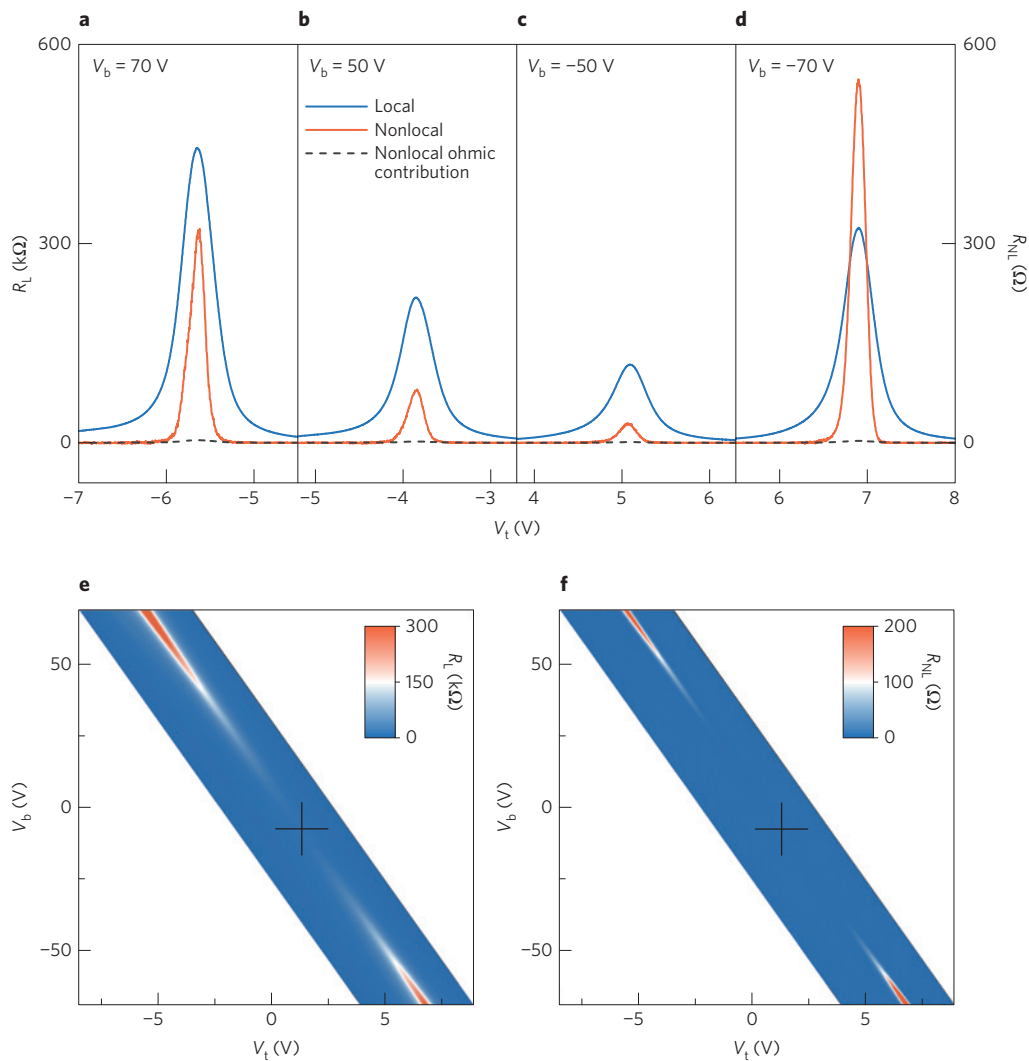 a b c d
600 600
V_b = 70 V V_b = 50 V V_b = −50 V V_b = −70 V
Local
Nonlocal
Nonlocal ohmic
contribution
300 300
R_L (kΩ) R_NL (Ω)
0 0
−7 −6 −5 −5 −4 −3 4 5 6 6 7 8
V_t (V)
e f
300 200
150 R_L (kΩ) 100 R_NL (Ω)
0 0
50 50
V_b (V) 0 V_b (V) 0
−50 −50
−5 0 5 −5 0 5
V_t (V) V_t (V)